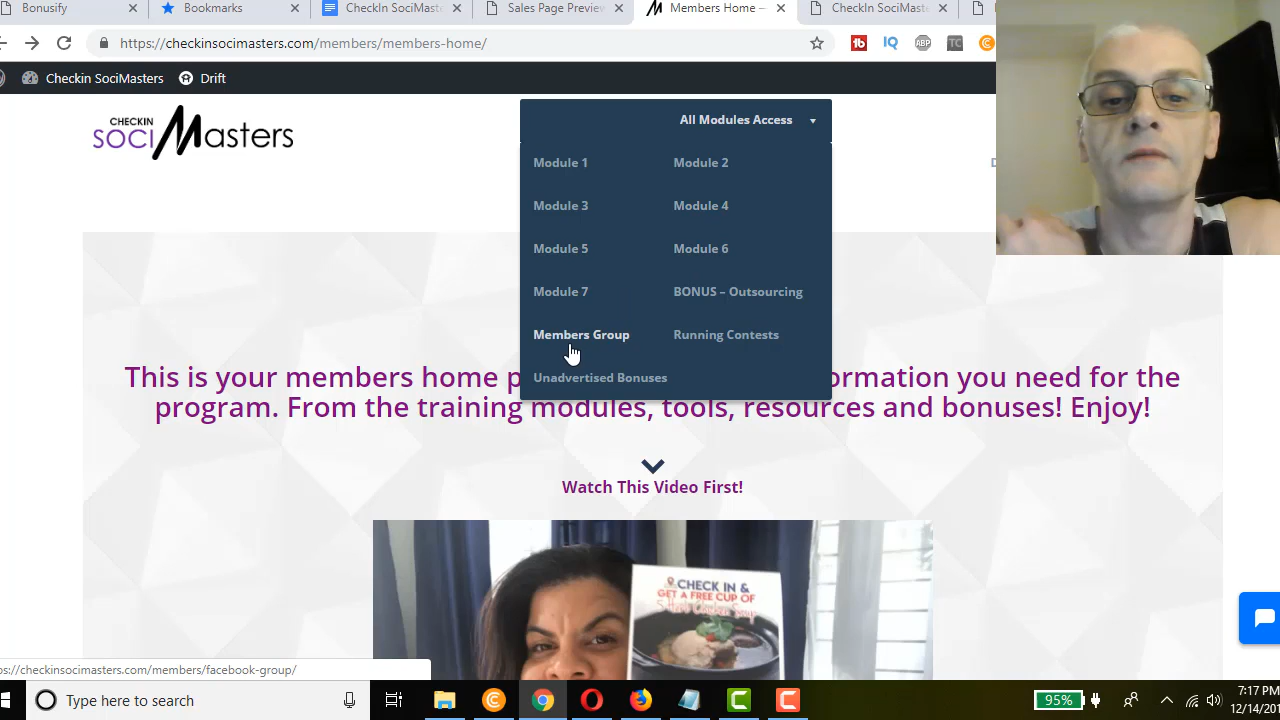 Bonusify
Bookmarks
CheckIn SociMast
Sales Page Preview
Members Home —
CheckIn SociMast
https://checkinsocimasters.com/members/members-home/
Checkin SociMasters
Drift
CHECKIN
sociMasters
All Modules Access
Module 1
Module 2
Module 3
Module 4
Module 5
Module 6
Module 7
BONUS – Outsourcing
Members Group
Running Contests
Unadvertised Bonuses
This is your members home p ormation you need for the
program. From the training modules, tools, resources and bonuses! Enjoy!
Watch This Video First!
CHECK IN &
GET A FREE CUP OF
ps://checkinsocimasters.com/members/facebook-group/
Type here to search
95%
7:17 PM
12/14/201